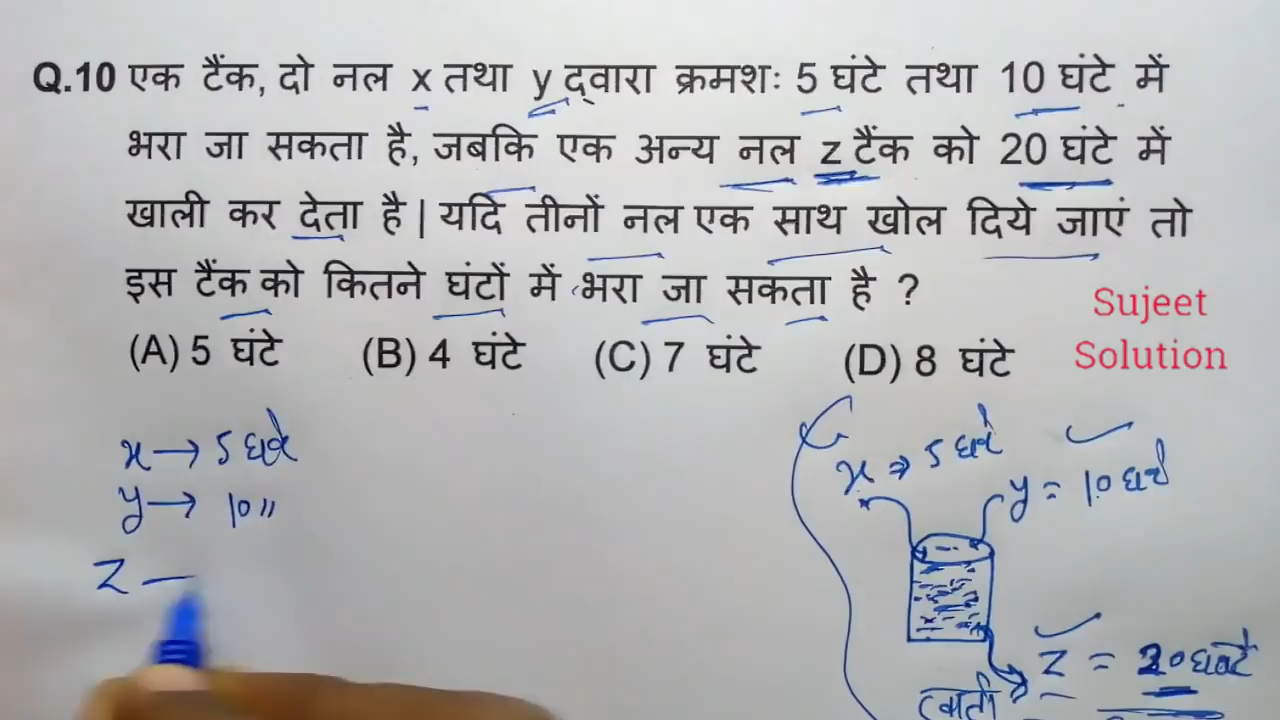 Q.10 एक टैंक, दो नल x तथा y द्वारा क्रमशः 5 घंटे तथा 10 घंटे में
भरा जा सकता है, जबकि एक अन्य नल z टैंक को 20 घंटे में
खाली कर देता है | यदि तीनों नल एक साथ खोल दिये जाएं तो
इस टैंक को कितने घंटों में भरा जा सकता है ?
(A) 5 घंटे (B) 4 घंटे (C) 7 घंटे (D) 8 घंटे
Sujeet
Solution
x → 5 घंटे
y → 10 "
z —
x ⇒ 5 घंटे
y = 10 घंटे
z = 20 घण्टे